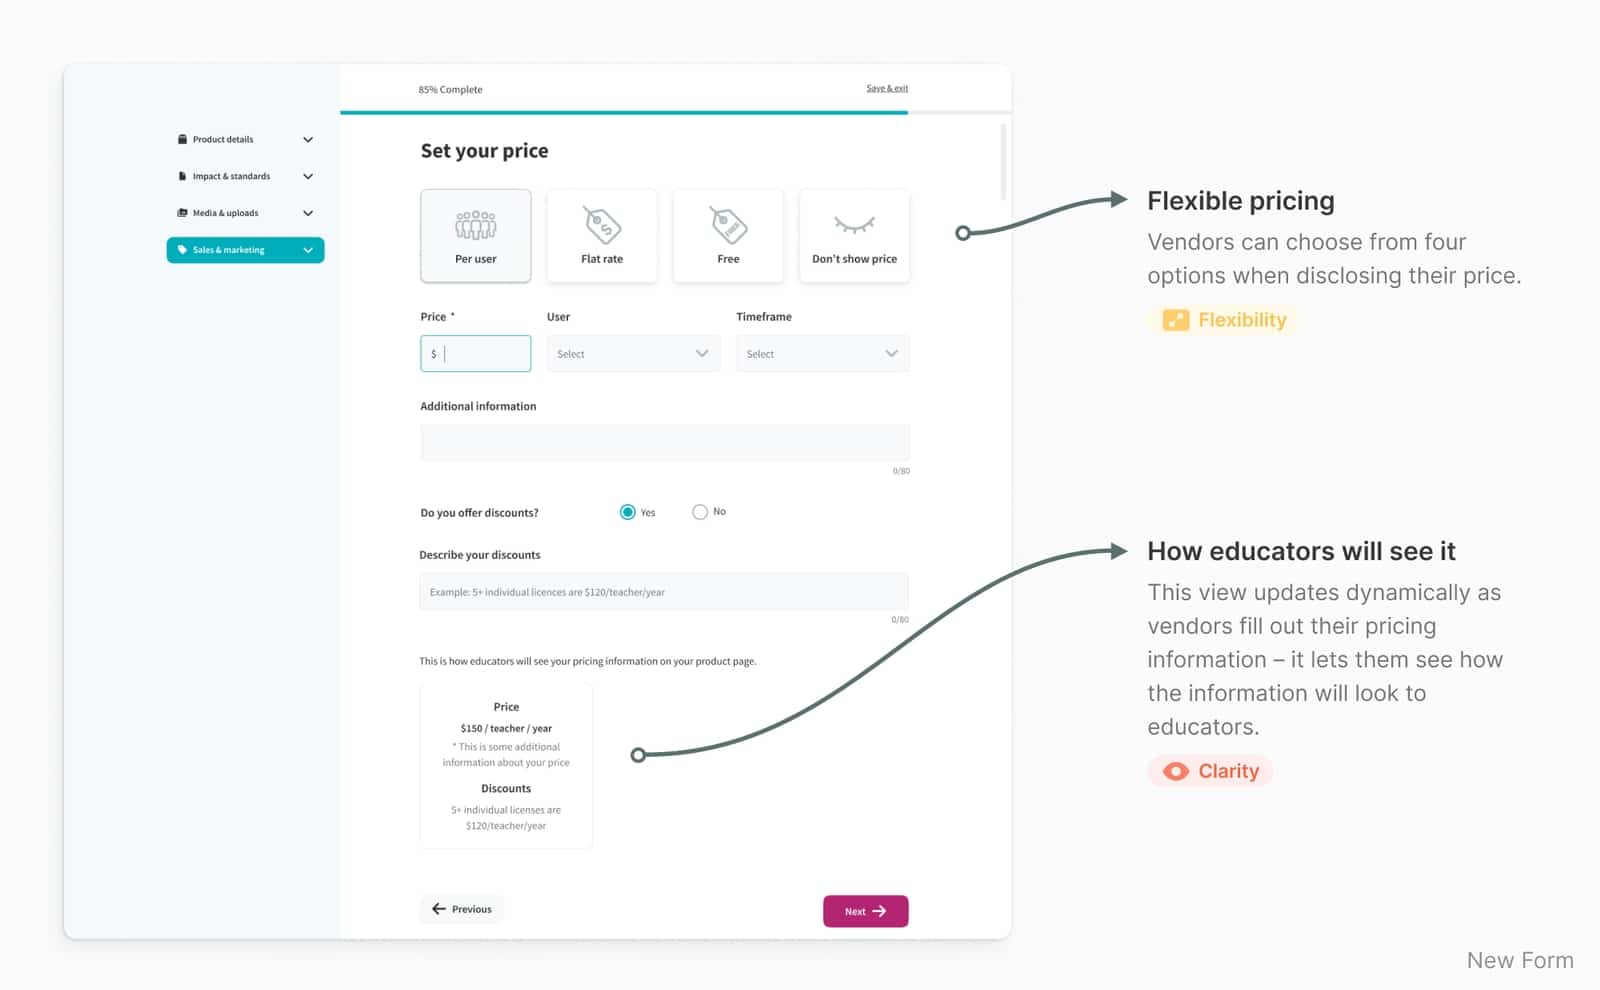 85% Complete
Save & exit
Product details
Impact & standards
Media & uploads
Sales & marketing
Set your price
Per user
Flat rate
$
Free
FREE
Don't show price
Price *
User
Timeframe
$
Select
Select
Additional information
0/80
Do you offer discounts?
Yes
No
Describe your discounts
Example: 5+ individual licences are $120/teacher/year
0/80
This is how educators will see your pricing information on your product page.
Price
$150 / teacher / year
* This is some additional
information about your price
Discounts
5+ individual licenses are
$120/teacher/year
Previous
Next
Flexible pricing
Vendors can choose from four
options when disclosing their price.
Flexibility
How educators will see it
This view updates dynamically as
vendors fill out their pricing
information – it lets them see how
the information will look to
educators.
Clarity
New Form